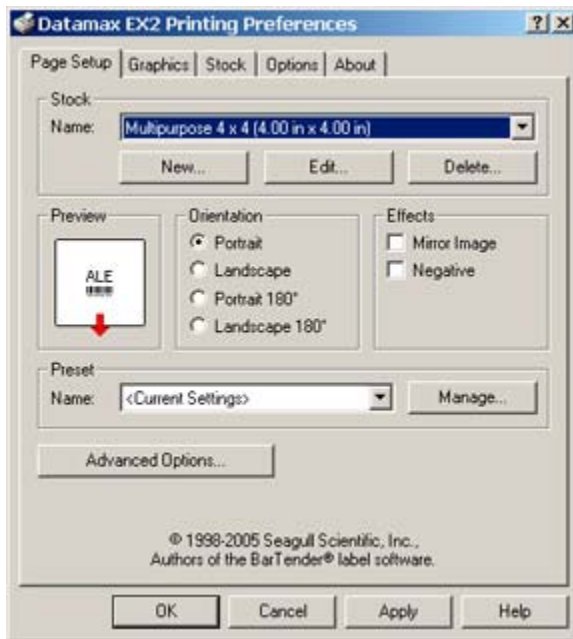 Datamax EX2 Printing Preferences
Page Setup Graphics Stock Options About
Stock
Name: Multipurpose 4 x 4 (4.00 in x 4.00 in)
New... Edit... Delete...
Preview
ALE
Orientation
Portrait
Landscape
Portrait 180°
Landscape 180°
Effects
Mirror Image
Negative
Preset
Name: <Current Settings> Manage...
Advanced Options...
© 1998-2005 Seagull Scientific, Inc.,
Authors of the BarTender® label software.
OK Cancel Apply Help